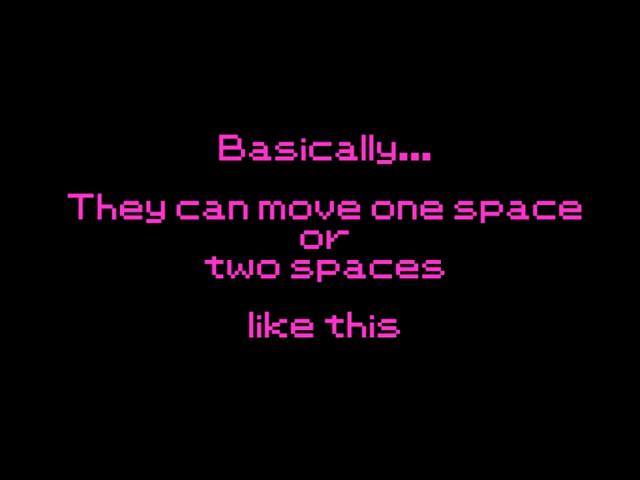 Basically...
They can move one space
or
two spaces
like this